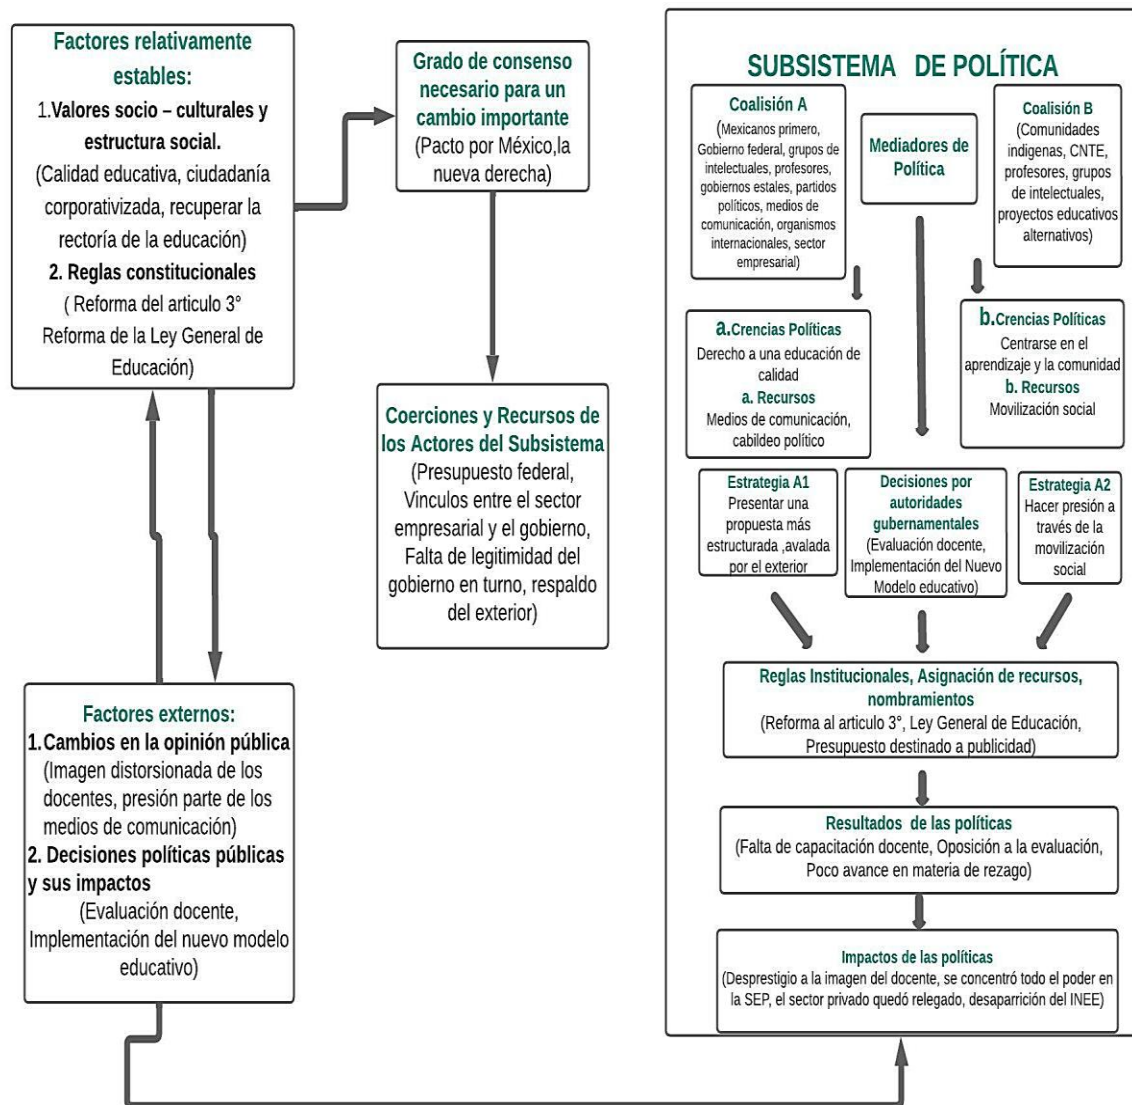 Factores relativamente
estables:
1.Valores socio – culturales y
estructura social.
(Calidad educativa, ciudadanía
corporativizada, recuperar la
rectoría de la educación)
2. Reglas constitucionales
( Reforma del articulo 3°
Reforma de la Ley General de
Educación)
Grado de consenso
necesario para un
cambio importante
(Pacto por México,la
nueva derecha)
Coerciones y Recursos de
los Actores del Subsistema
(Presupuesto federal,
Vinculos entre el sector
empresarial y el gobierno,
Falta de legitimidad del
gobierno en turno, respaldo
del exterior)
Factores externos:
1.Cambios en la opinión pública
(Imagen distorsionada de los
docentes, presión parte de los
medios de comunicación)
2. Decisiones políticas públicas
y sus impactos
(Evaluación docente,
Implementación del nuevo modelo
educativo)
SUBSISTEMA DE POLÍTICA
Coalisión A
(Mexicanos primero,
Gobierno federal, grupos de
intelectuales, profesores,
gobiernos estales, partidos
políticos, medios de
comunicación, organismos
internacionales, sector
empresarial)
Mediadores de
Política
Coalisión B
(Comunidades
indigenas, CNTE,
profesores, grupos
de intelectuales,
proyectos educativos
alternativos)
a.Crencias Políticas
Derecho a una educación de
calidad
a. Recursos
Medios de comunicación,
cabildeo político
b.Crencias Políticas
Centrarse en el
aprendizaje y la comunidad
b. Recursos
Movilización social
Estrategia A1
Presentar una
propuesta más
estructurada ,avalada
por el exterior
Decisiones por
autoridades
gubernamentales
(Evaluación docente,
Implementación del Nuevo
Modelo educativo)
Estrategia A2
Hacer presión a
través de la
movilización
social
Reglas Institucionales, Asignación de recursos,
nombramientos
(Reforma al articulo 3°, Ley General de Educación,
Presupuesto destinado a publicidad)
Resultados de las políticas
(Falta de capacitación docente, Oposición a la evaluación,
Poco avance en materia de rezago)
Impactos de las políticas
(Desprestigio a la imagen del docente, se concentró todo el poder en
la SEP, el sector privado quedó relegado, desaparrición del INEE)